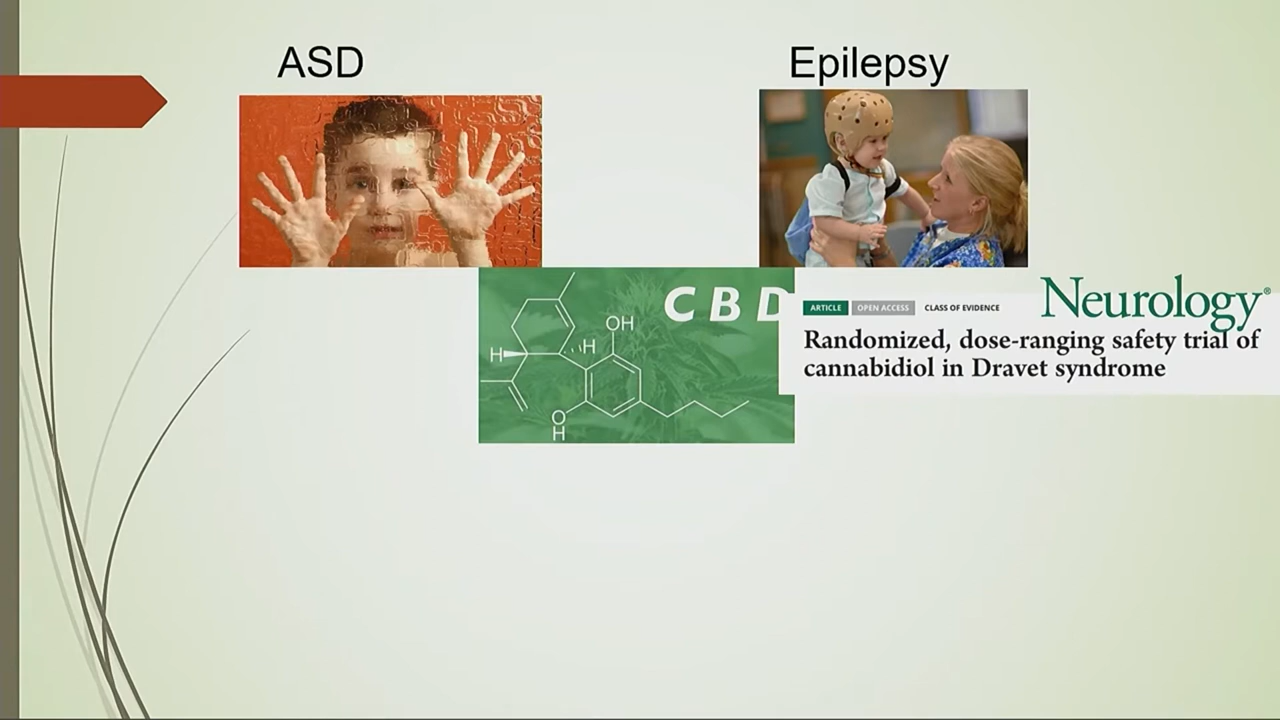 ASD
Epilepsy
CBD
OH
H
H
O
H
Neurology®
ARTICLE OPEN ACCESS CLASS OF EVIDENCE
Randomized, dose-ranging safety trial of
cannabidiol in Dravet syndrome